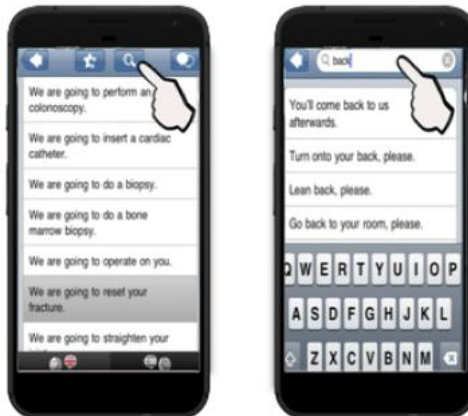 We are going to perform an
colonoscopy.
We are going to insert a cardiac
catheter.
We are going to do a biopsy.
We are going to do a bone
marrow biopsy.
We are going to operate on you.
We are going to reset your
fracture.
We are going to straighten your
back
You'll come back to us
afterwards.
Turn onto your back, please.
Lean back, please.
Go back to your room, please.
Q W E R T Y U I O P
A S D F G H J K L
Z X C V B N M